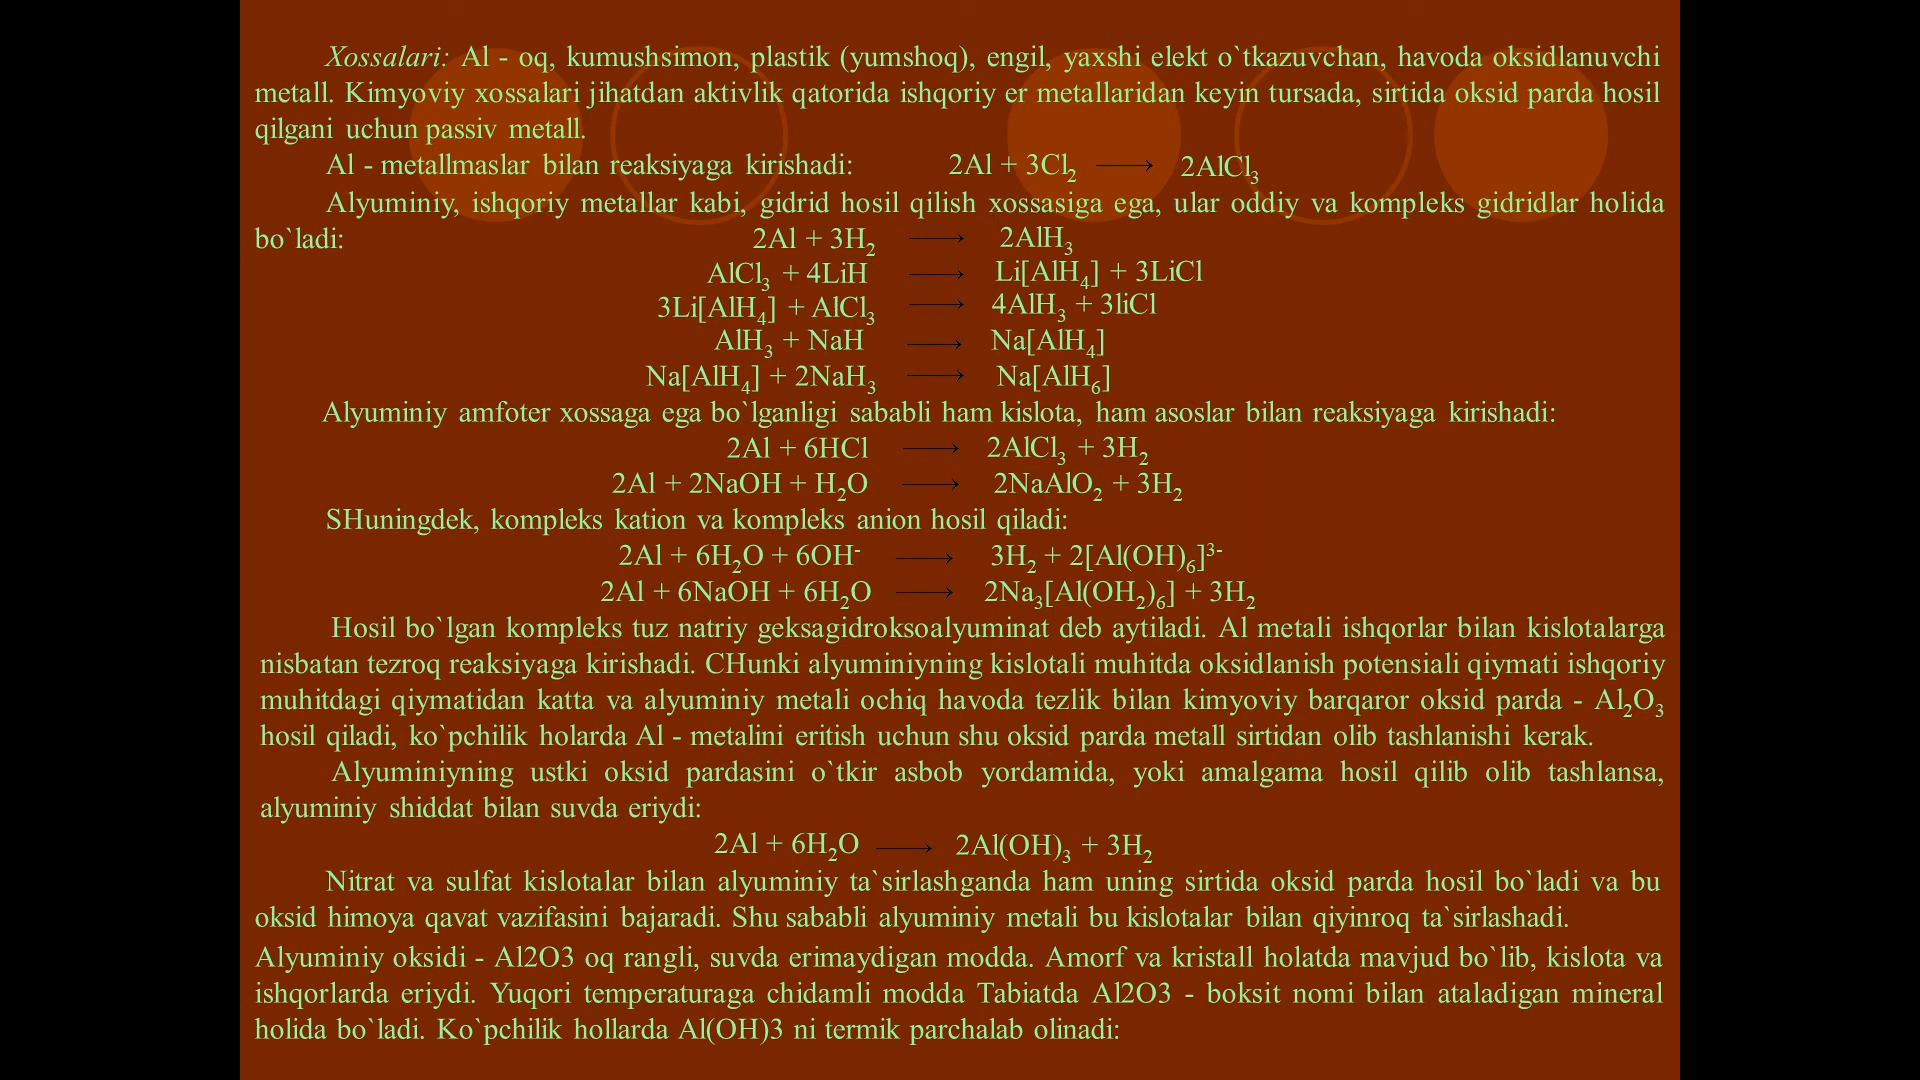 Xossalari: Al - oq, kumushsimon, plastik (yumshoq), engil, yaxshi elekt o`tkazuvchan, havoda oksidlanuvchi
metall. Kimyoviy xossalari jihatdan aktivlik qatorida ishqoriy er metallaridan keyin tursada, sirtida oksid parda hosil
qilgani uchun passiv metall.
Al - metallmaslar bilan reaksiyaga kirishadi: 2Al + 3Cl₂ ⟶ 2AlCl₃
Alyuminiy, ishqoriy metallar kabi, gidrid hosil qilish xossasiga ega, ular oddiy va kompleks gidridlar holida
bo`ladi: 2Al + 3H₂ ⟶ 2AlH₃
AlCl₃ + 4LiH ⟶ Li[AlH₄] + 3LiCl
3Li[AlH₄] + AlCl₃ ⟶ 4AlH₃ + 3liCl
AlH₃ + NaH ⟶ Na[AlH₄]
Na[AlH₄] + 2NaH₃ ⟶ Na[AlH₆]
Alyuminiy amfoter xossaga ega bo`lganligi sababli ham kislota, ham asoslar bilan reaksiyaga kirishadi:
2Al + 6HCl ⟶ 2AlCl₃ + 3H₂
2Al + 2NaOH + H₂O ⟶ 2NaAlO₂ + 3H₂
SHuningdek, kompleks kation va kompleks anion hosil qiladi:
2Al + 6H₂O + 6OH⁻ ⟶ 3H₂ + 2[Al(OH)₆]³⁻
2Al + 6NaOH + 6H₂O ⟶ 2Na₃[Al(OH₂)₆] + 3H₂
Hosil bo`lgan kompleks tuz natriy geksagidroksoalyuminat deb aytiladi. Al metali ishqorlar bilan kislotalarga
nisbatan tezroq reaksiyaga kirishadi. CHunki alyuminiyning kislotali muhitda oksidlanish potensiali qiymati ishqoriy
muhitdagi qiymatidan katta va alyuminiy metali ochiq havoda tezlik bilan kimyoviy barqaror oksid parda - Al₂O₃
hosil qiladi, ko`pchilik holarda Al - metalini eritish uchun shu oksid parda metall sirtidan olib tashlanishi kerak.
Alyuminiyning ustki oksid pardasini o`tkir asbob yordamida, yoki amalgama hosil qilib olib tashlansa,
alyuminiy shiddat bilan suvda eriydi:
2Al + 6H₂O ⟶ 2Al(OH)₃ + 3H₂
Nitrat va sulfat kislotalar bilan alyuminiy ta`sirlashganda ham uning sirtida oksid parda hosil bo`ladi va bu
oksid himoya qavat vazifasini bajaradi. Shu sababli alyuminiy metali bu kislotalar bilan qiyinroq ta`sirlashadi.
Alyuminiy oksidi - Al2O3 oq rangli, suvda erimaydigan modda. Amorf va kristall holatda mavjud bo`lib, kislota va
ishqorlarda eriydi. Yuqori temperaturaga chidamli modda Tabiatda Al2O3 - boksit nomi bilan ataladigan mineral
holida bo`ladi. Ko`pchilik hollarda Al(OH)3 ni termik parchalab olinadi: